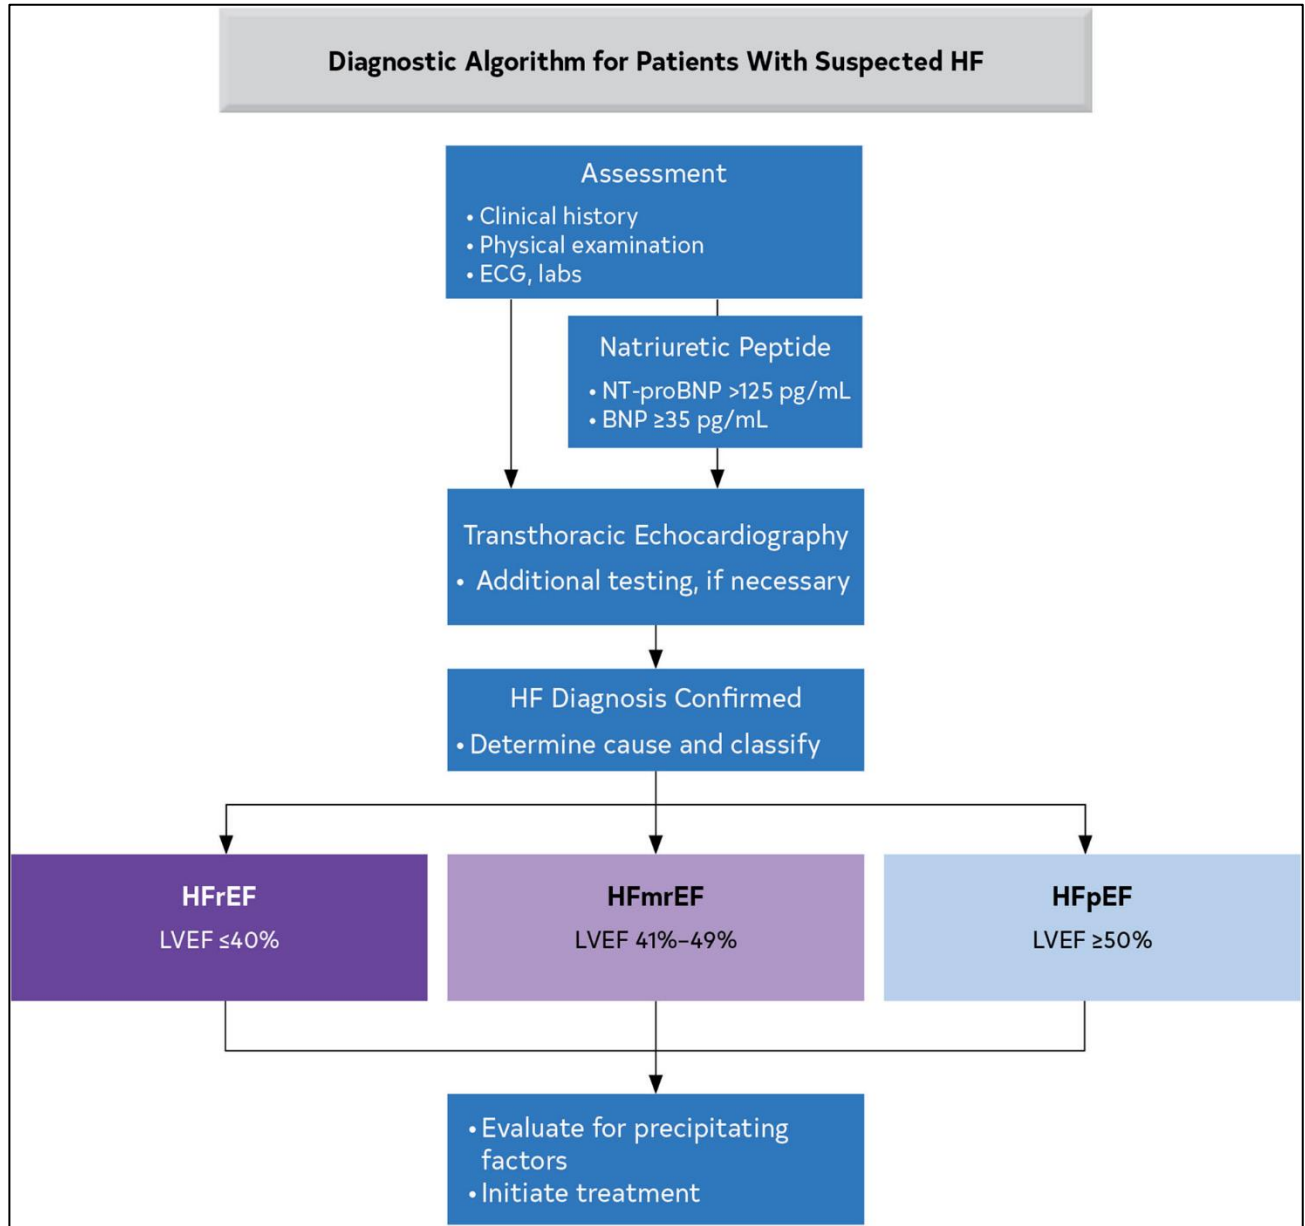 Diagnostic Algorithm for Patients With Suspected HF
Assessment
• Clinical history
• Physical examination
• ECG, labs
Natriuretic Peptide
• NT-proBNP >125 pg/mL
• BNP ≥35 pg/mL
Transthoracic Echocardiography
• Additional testing, if necessary
HF Diagnosis Confirmed
• Determine cause and classify
HFrEF
LVEF ≤40%
HFmrEF
LVEF 41%–49%
HFpEF
LVEF ≥50%
• Evaluate for precipitating
factors
• Initiate treatment